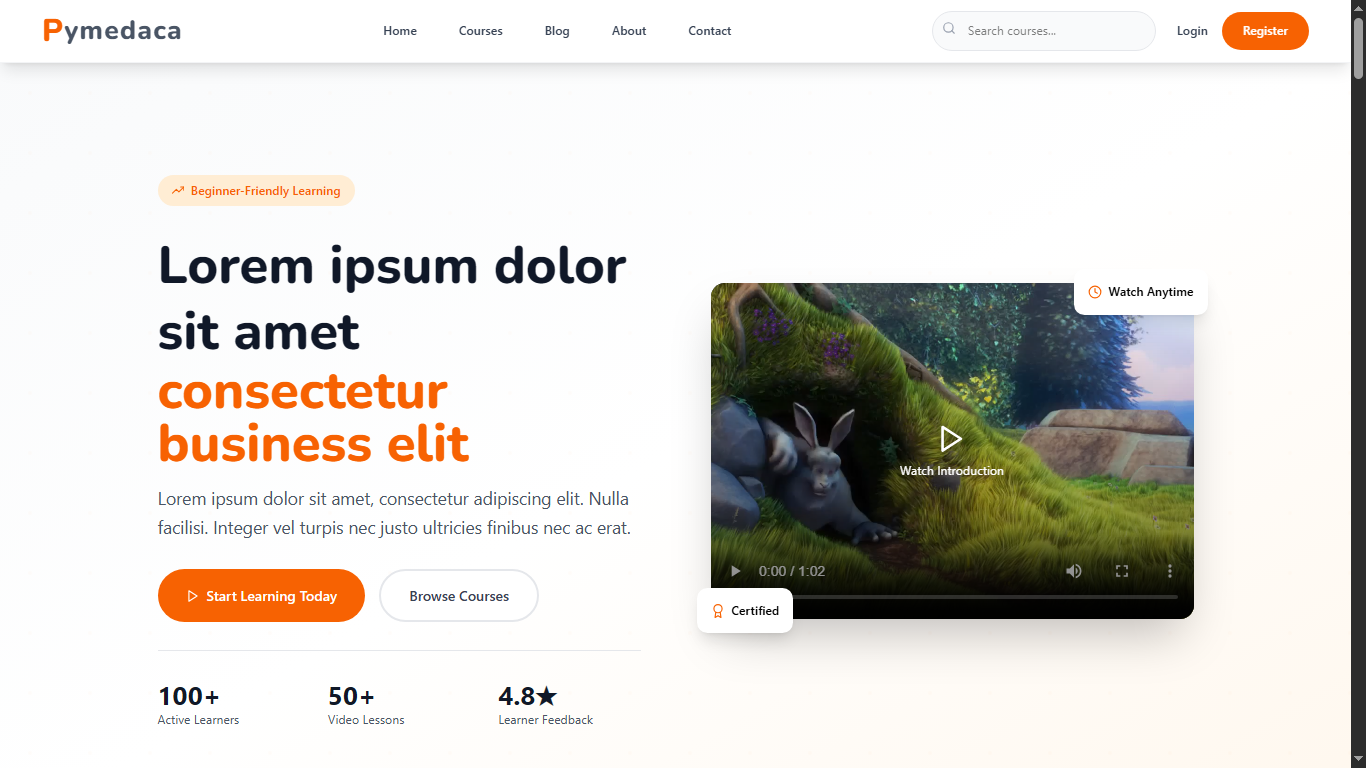 Pymedaca
Home
Courses
Blog
About
Contact
Search courses...
Login
Register
Beginner-Friendly Learning
Lorem ipsum dolor
sit amet
consectetur
business elit
Lorem ipsum dolor sit amet, consectetur adipiscing elit. Nulla
facilisi. Integer vel turpis nec justo ultricies finibus nec ac erat.
Start Learning Today
Browse Courses
100+
Active Learners
50+
Video Lessons
4.8★
Learner Feedback
Watch Anytime
Watch Introduction
0:00 / 1:02
Certified